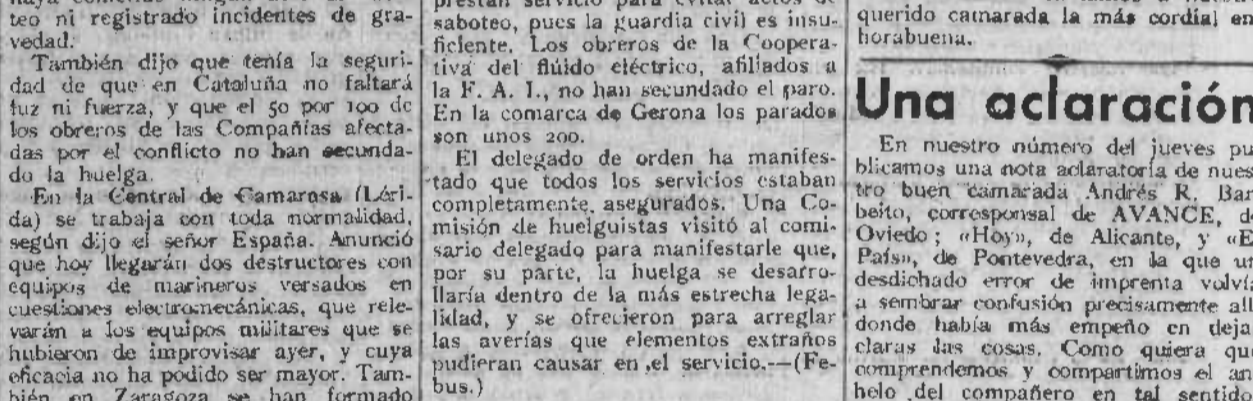 teo ni registrado incidentes de gra-
vedad.
También dijo que tenía la seguri-
dad de que en Cataluña no faltará
luz ni fuerza, y que el 50 por 100 de
los obreros de las Compañías afecta-
das por el conflicto no han secunda-
do la huelga.
En la Central de Camarasa (Léri-
da) se trabaja con toda normalidad,
según dijo el señor España. Anunció
que hoy llegarán dos destructores con
equipos de marineros versados en
cuestiones electromecánicas, que rele-
varán a los equipos militares que se
hubieron de improvisar ayer, y cuya
eficacia no ha podido ser mayor. Tam-
bién en Zaragoza se han formado
prestan servicio para evitar actos de
saboteo, pues la guardia civil es insu-
ficiente. Los obreros de la Coopera-
tiva del flúido eléctrico, afiliados a
la F. A. I., no han secundado el paro.
En la comarca de Gerona los parados
son unos 200.
El delegado de orden ha manifes-
tado que todos los servicios estaban
completamente asegurados. Una Co-
misión de huelguistas visitó al comi-
sario delegado para manifestarle que,
por su parte, la huelga se desarro-
llaría dentro de la más estrecha lega-
lidad, y se ofrecieron para arreglar
las averías que elementos extraños
pudieran causar en el servicio.--(Fe-
bus.)
querido camarada la más cordial en
horabuena.
Una aclaración
En nuestro número del jueves pu
blicamos una nota aclaratoria de nues
tro buen camarada Andrés R. Bar
beito, corresponsal de AVANCE, d
Oviedo; «Hoy», de Alicante, y «E
País», de Pontevedra, en la que un
desdichado error de imprenta volvía
a sembrar confusión precisamente all
donde había más empeño en deja
claras las cosas. Como quiera que
comprendemos y compartimos el an
helo del compañero en tal sentido